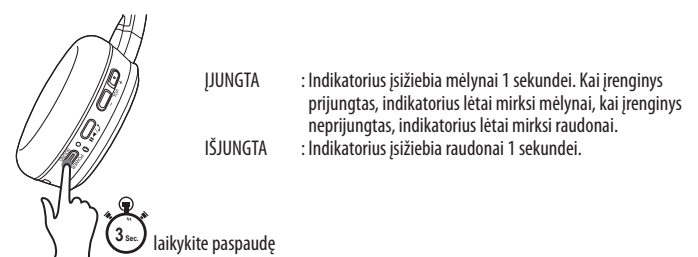 ĮJUNGTA : Indikatorius įsižiebia mėlynai 1 sekundei. Kai įrenginys
prijungtas, indikatorius lėtai mirksi mėlynai, kai įrenginys
neprijungtas, indikatorius lėtai mirksi raudonai.
IŠJUNGTA : Indikatorius įsižiebia raudonai 1 sekundei.
3 Sec.
laikykite paspaudę